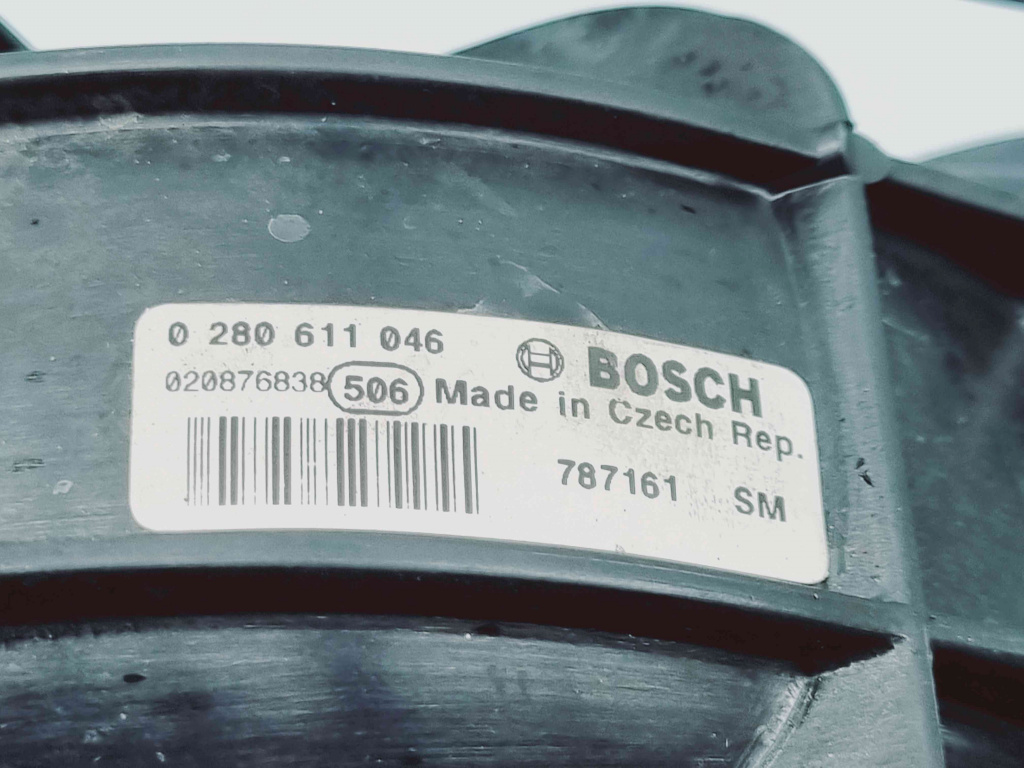 0 280 611 046 BOSCH
020876838 506 Made in Czech Rep.
787161 SM